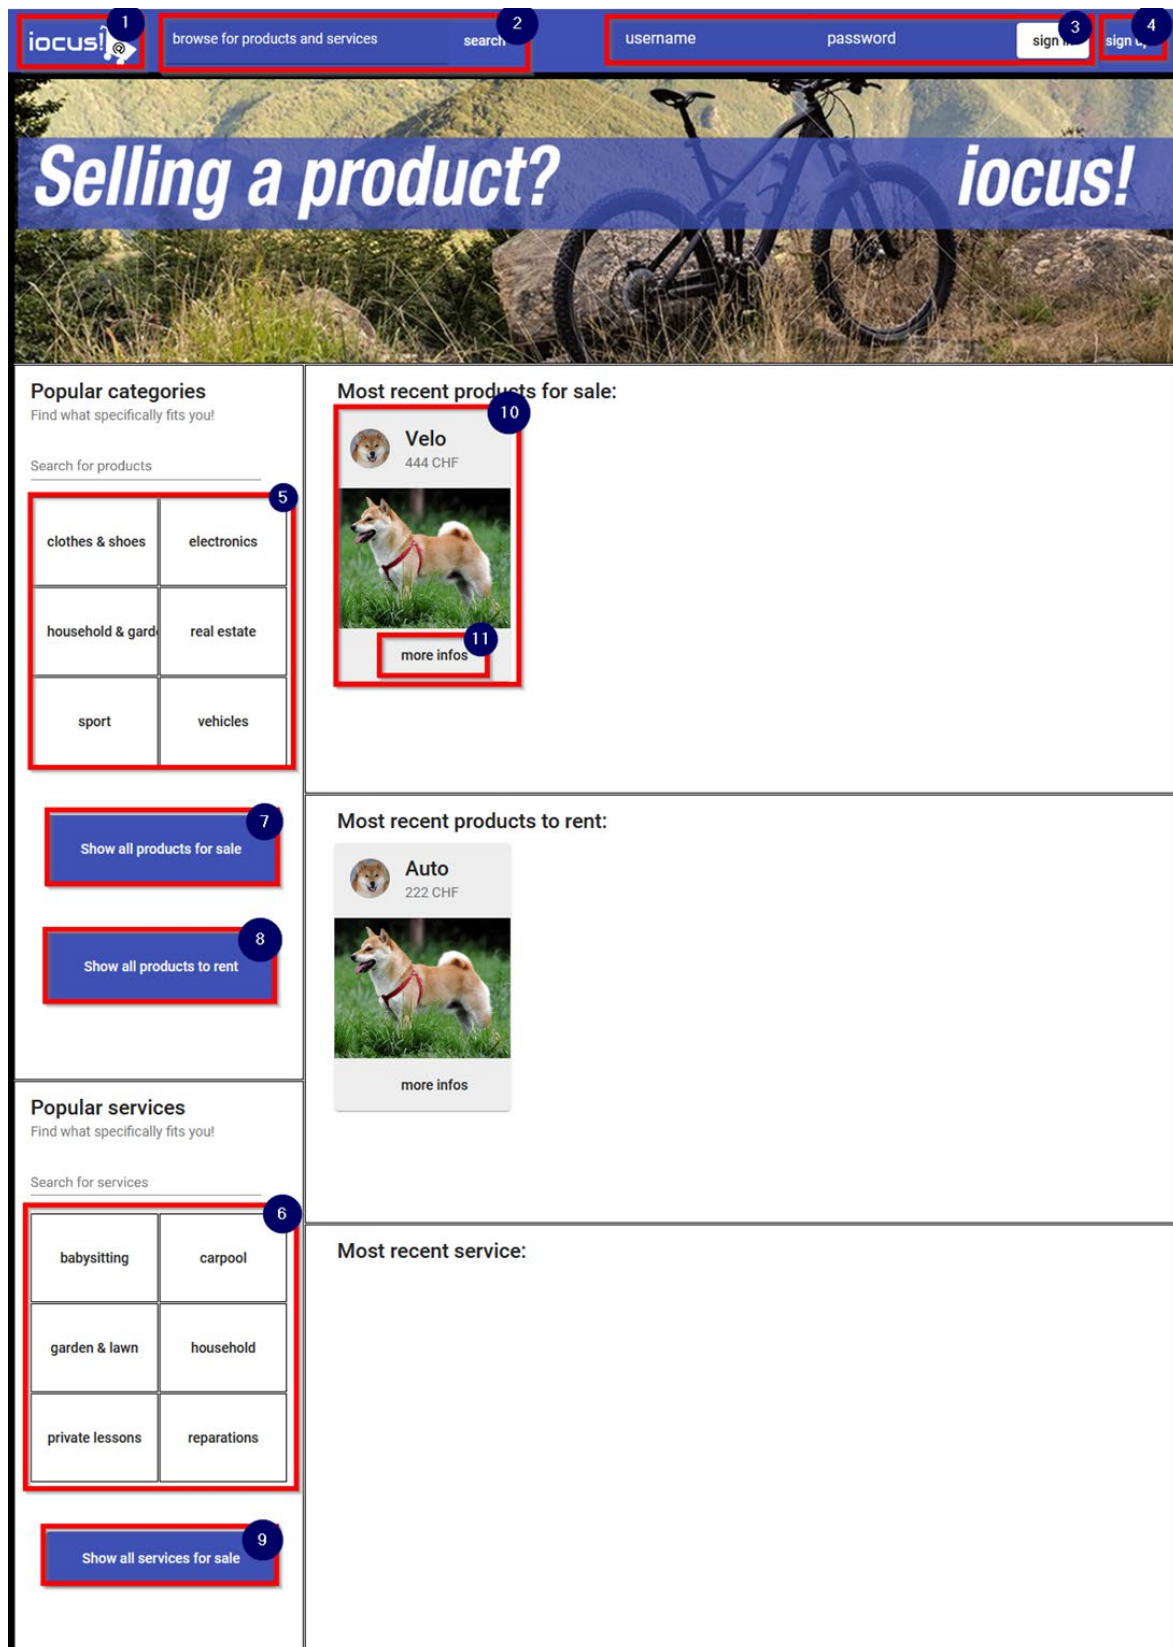 iocus!
1
browse for products and services
search
2
username
password
sign in
3
sign up
4
Selling a product?
iocus!
Popular categories
Find what specifically fits you!
Search for products
5
clothes & shoes
electronics
household & gard
real estate
sport
vehicles
Show all products for sale
7
Show all products to rent
8
Most recent products for sale:
10
Velo
444 CHF
more infos
11
Most recent products to rent:
Auto
222 CHF
more infos
Popular services
Find what specifically fits you!
Search for services
6
babysitting
carpool
garden & lawn
household
private lessons
reparations
Show all services for sale
9
Most recent service: